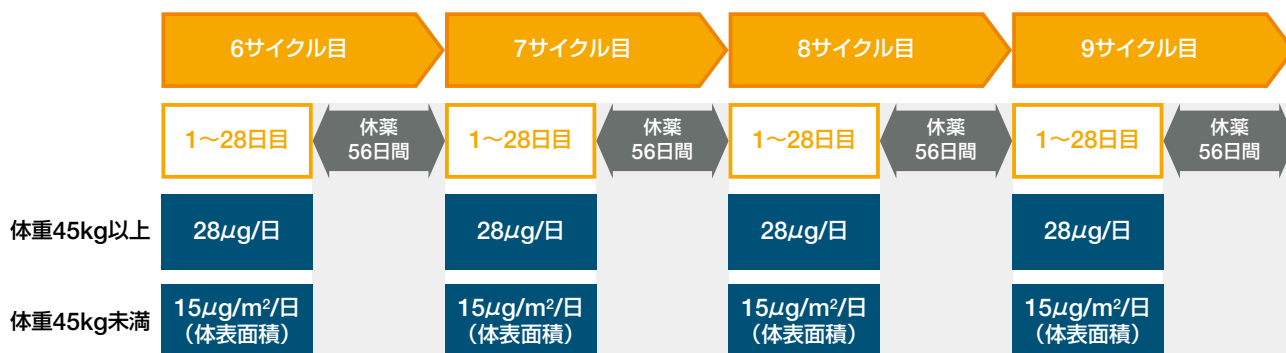 6サイクル目 7サイクル目 8サイクル目 9サイクル目
1〜28日目 休薬 56日間 1〜28日目 休薬 56日間 1〜28日目 休薬 56日間 1〜28日目 休薬 56日間
体重45kg以上 28μg/日 28μg/日 28μg/日 28μg/日
体重45kg未満 15μg/m²/日 (体表面積) 15μg/m²/日 (体表面積) 15μg/m²/日 (体表面積) 15μg/m²/日 (体表面積)